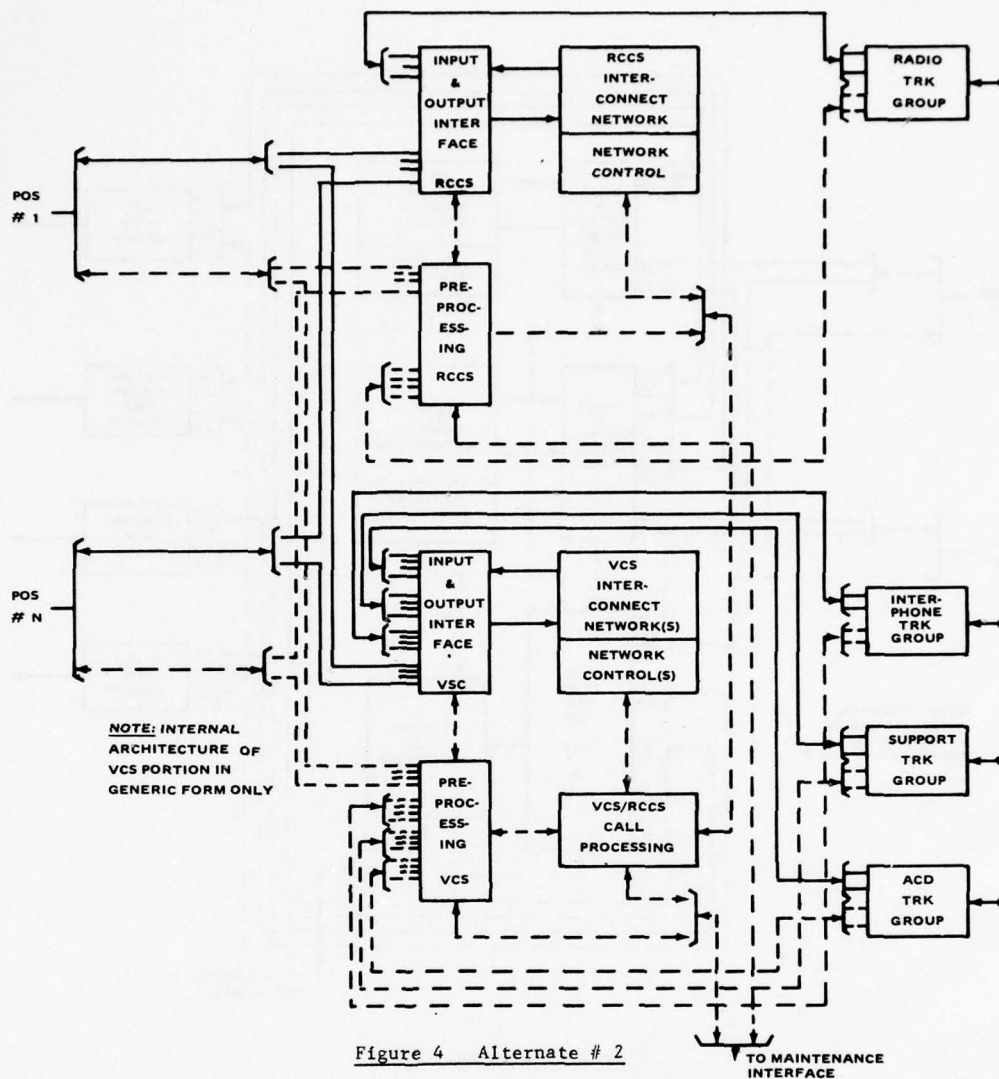 INPUT
&
OUTPUT
INTER
FACE
RCCS
RCCS
INTER-
CONNECT
NETWORK
NETWORK
CONTROL
RADIO
TRK
GROUP
POS
# 1
PRE-
PROC-
ESS-
ING
RCCS
POS
# N
INPUT
&
OUTPUT
INTER
FACE
VSC
VCS
INTER-
CONNECT
NETWORK(S)
NETWORK
CONTROL(S)
INTER-
PHONE
TRK
GROUP
NOTE: INTERNAL
ARCHITECTURE OF
VCS PORTION IN
GENERIC FORM ONLY
SUPPORT
TRK
GROUP
PRE-
PROC-
ESS-
ING
VCS
VCS/RCCS
CALL
PROCESSING
ACD
TRK
GROUP
Figure 4 Alternate # 2
TO MAINTENANCE
INTERFACE